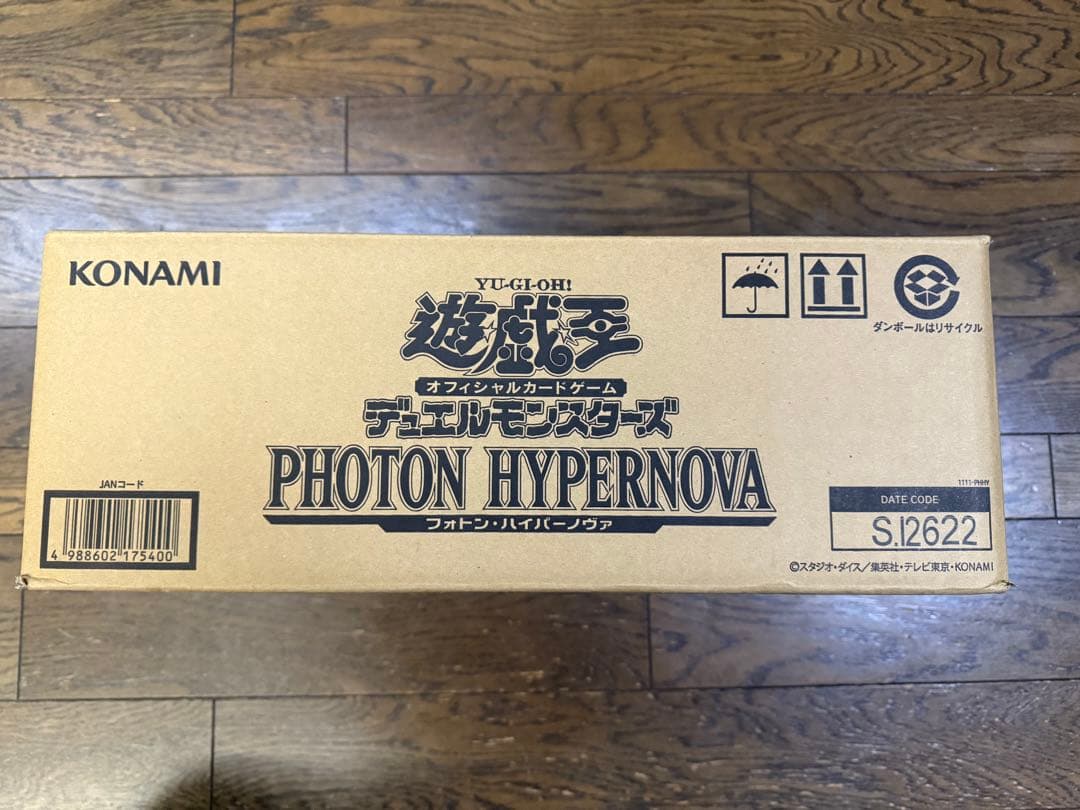 KONAMI
YU-GI-OH!
遊戯王
オフィシャルカードゲーム
デュエルモンスターズ
PHOTON HYPERNOVA
フォトン・ハイパーノヴァ
ダンボールはリサイクル
JANコード
4 988602 175400
1111-PHHY
DATE CODE
S.12622
©スタジオ・ダイス/集英社・テレビ東京・KONAMI